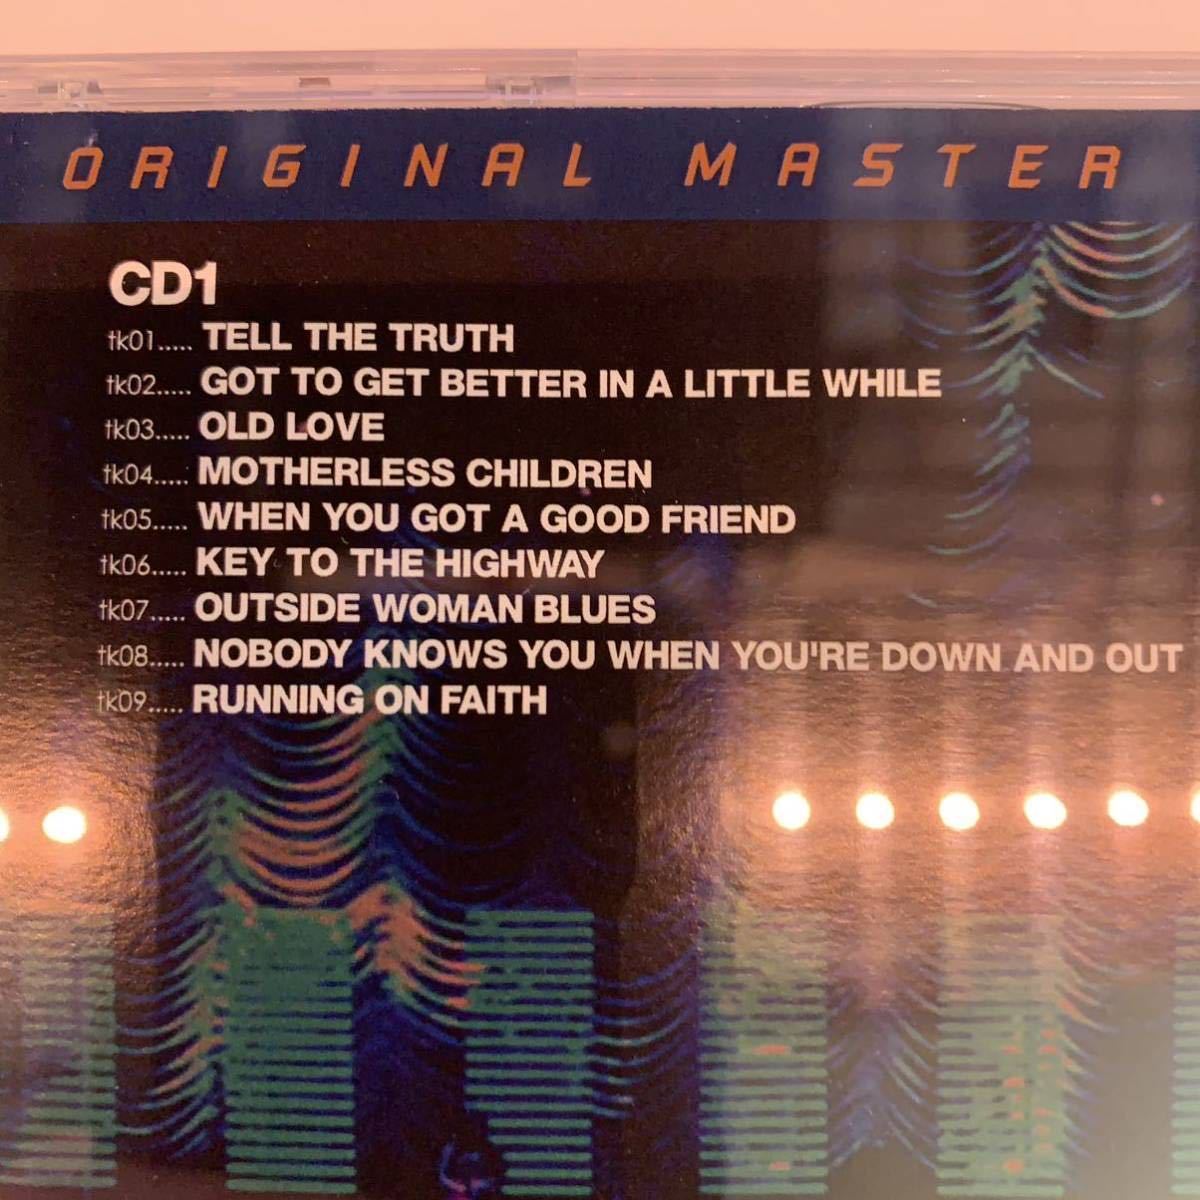 ORIGINAL MASTER
CD1
tk01..... TELL THE TRUTH
tk02..... GOT TO GET BETTER IN A LITTLE WHILE
tk03..... OLD LOVE
tk04..... MOTHERLESS CHILDREN
tk05..... WHEN YOU GOT A GOOD FRIEND
tk06..... KEY TO THE HIGHWAY
tk07..... OUTSIDE WOMAN BLUES
tk08..... NOBODY KNOWS YOU WHEN YOU'RE DOWN AND OUT
tk09..... RUNNING ON FAITH